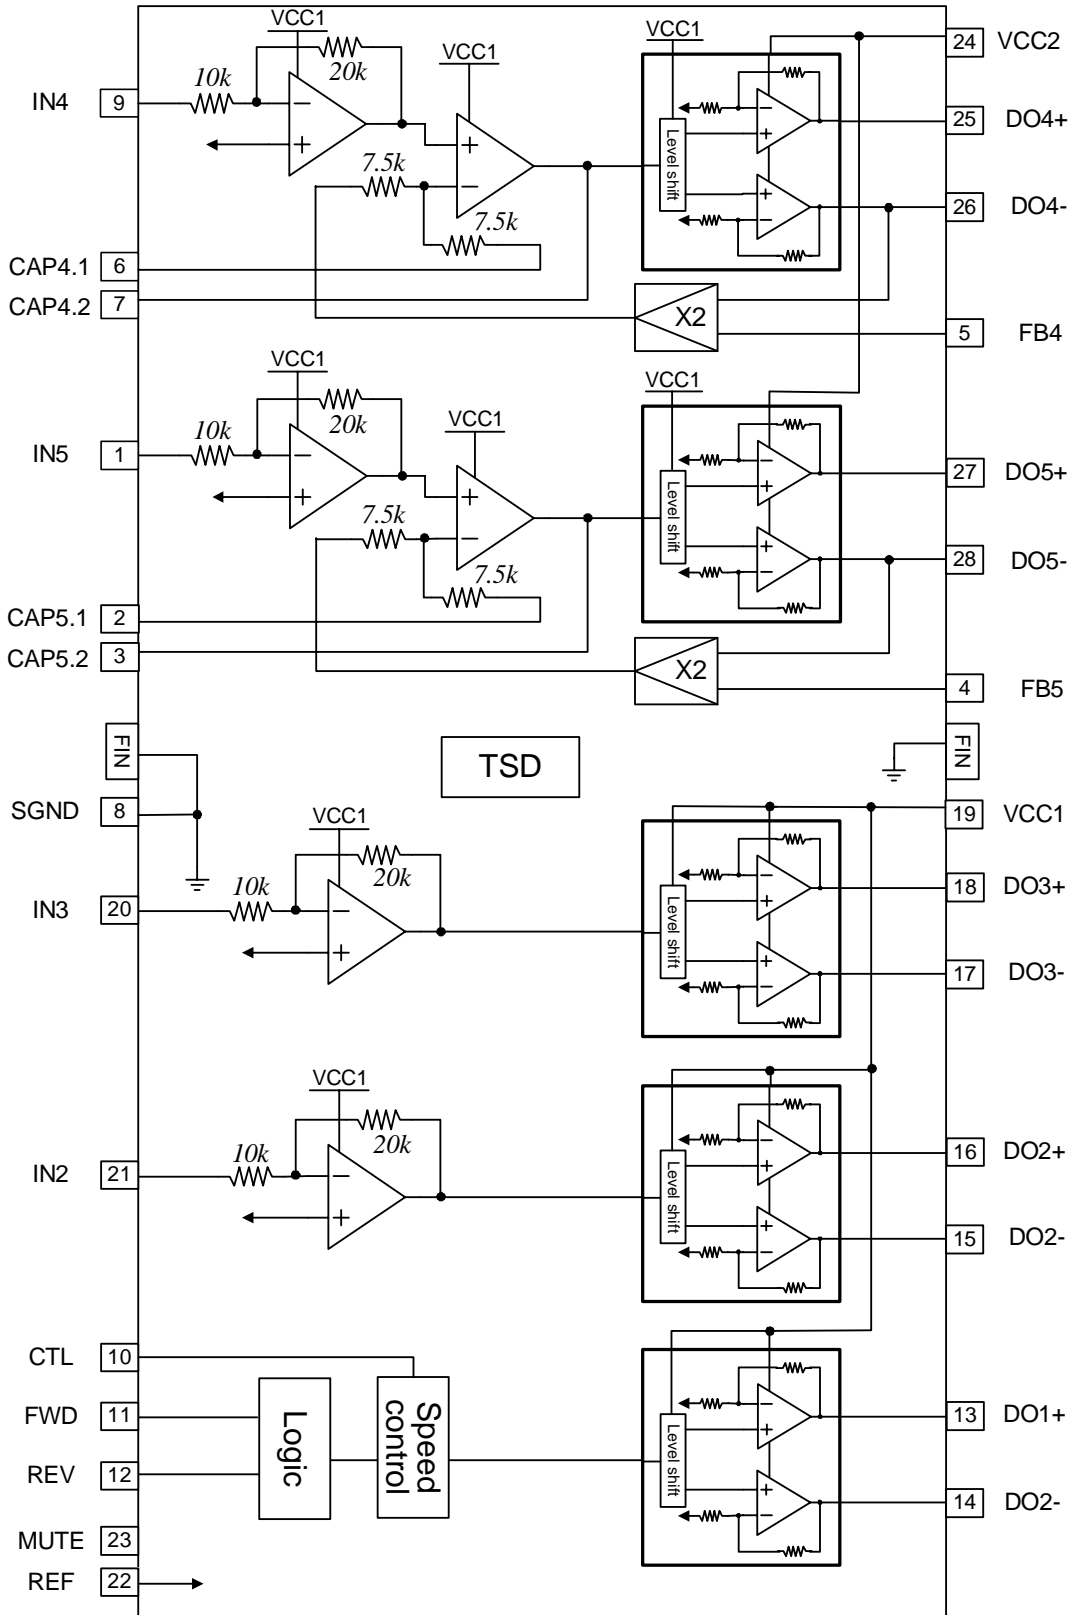 VCC1
20k
10k
IN4
9
−
+
VCC1
+
−
7.5k
7.5k
CAP4.1
6
CAP4.2
7
VCC1
Level shift
−
+
+
−
24
VCC2
25
DO4+
26
DO4-
X2
5
FB4
VCC1
20k
10k
IN5
1
−
+
VCC1
+
−
7.5k
7.5k
CAP5.1
2
CAP5.2
3
VCC1
Level shift
−
+
+
−
27
DO5+
28
DO5-
X2
4
FB5
FIN
TSD
FIN
SGND
8
VCC1
20k
10k
IN3
20
−
+
Level shift
−
+
+
−
19
VCC1
18
DO3+
17
DO3-
VCC1
20k
10k
IN2
21
−
+
Level shift
−
+
+
−
16
DO2+
15
DO2-
CTL
10
FWD
11
REV
12
Logic
Speed
control
Level shift
−
+
+
−
13
DO1+
14
DO2-
MUTE
23
REF
22